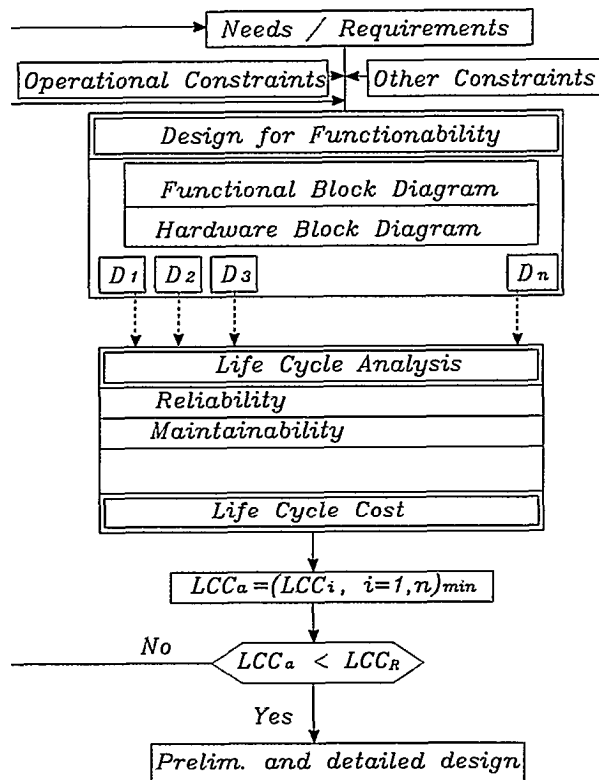 Needs / Requirements
Operational Constraints
Other Constraints
Design for Functionability
Functional Block Diagram
Hardware Block Diagram
D1 D2 D3 Dn
Life Cycle Analysis
Reliability
Maintainability
Life Cycle Cost
LCCa=(LCCi, i=1,n)min
No
LCCa < LCCR
Yes
Prelim. and detailed design